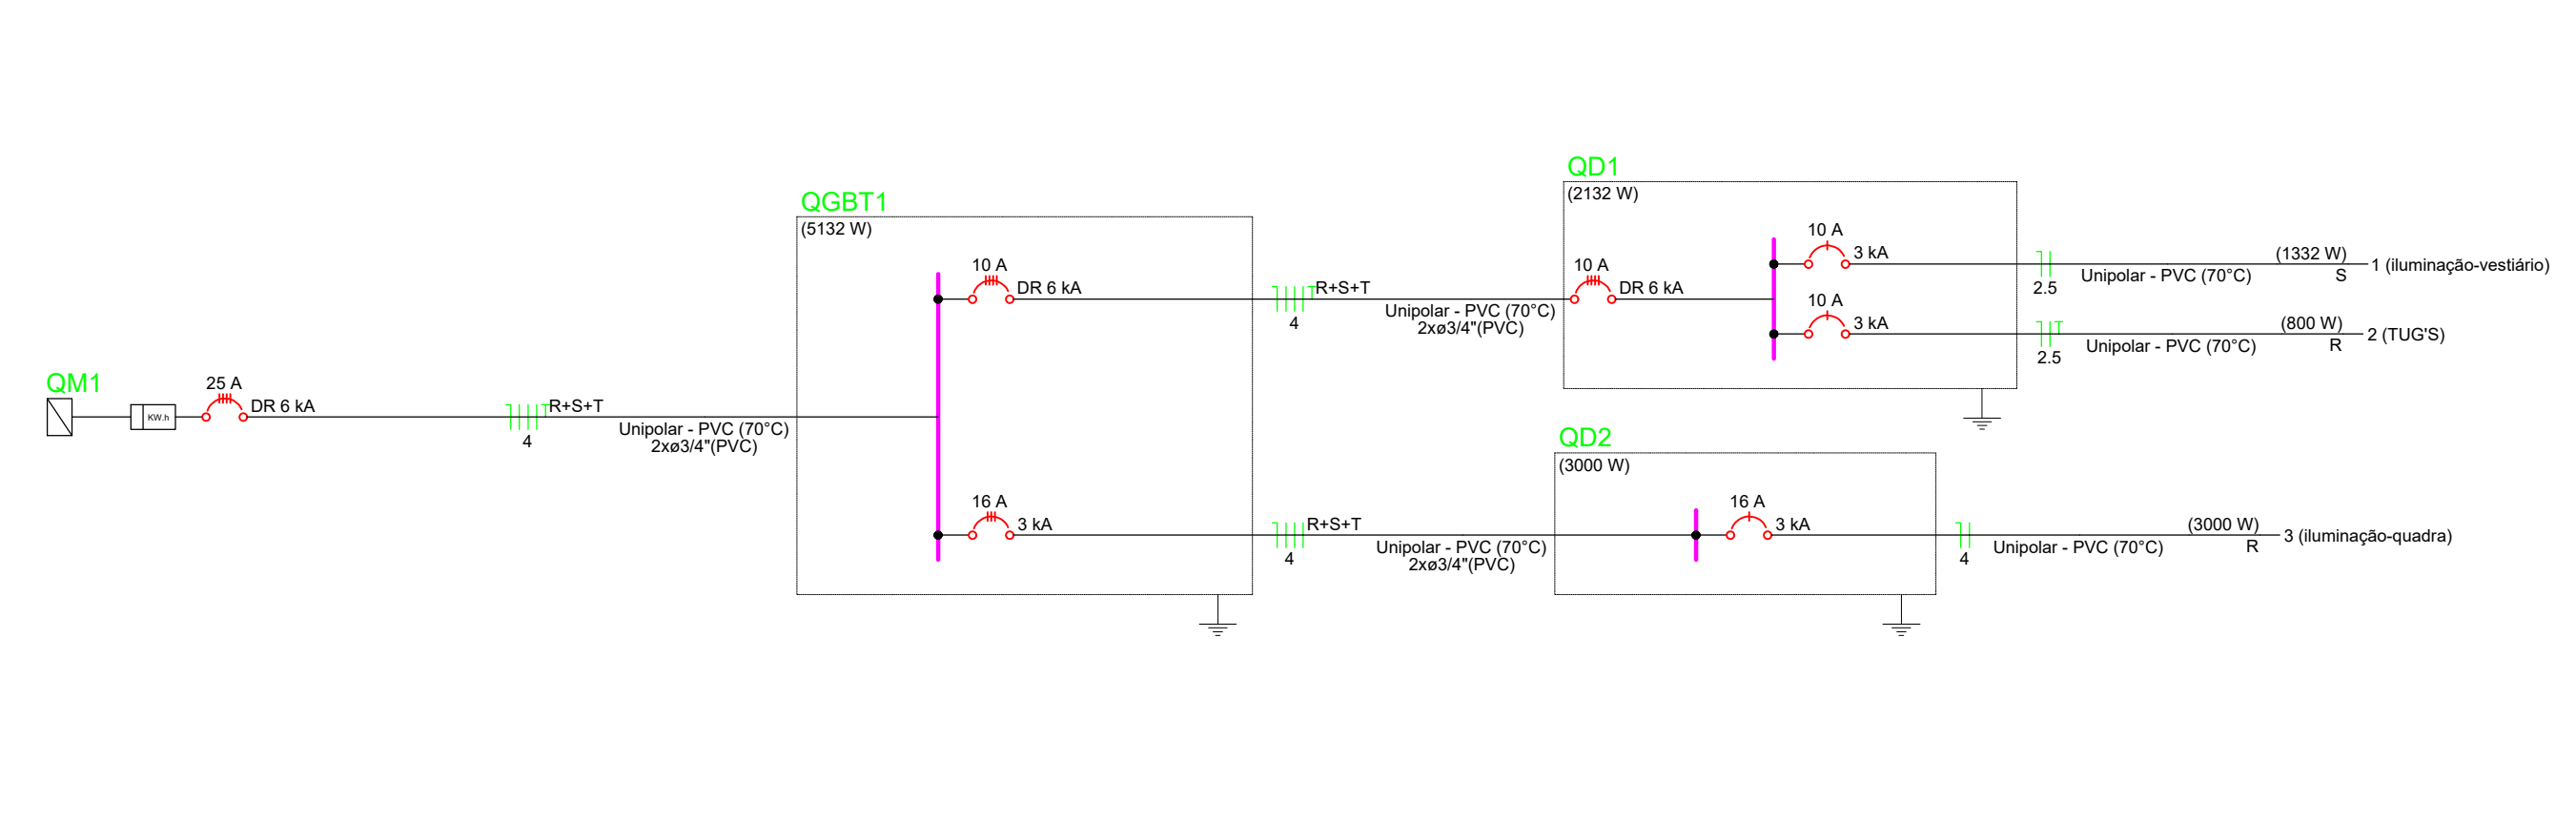 QM1
KW.h
25 A
DR 6 kA
R+S+T
4
Unipolar - PVC (70°C)
2xø3/4"(PVC)
QGBT1
(5132 W)
10 A
DR 6 kA
R+S+T
4
Unipolar - PVC (70°C)
2xø3/4"(PVC)
16 A
3 kA
R+S+T
4
Unipolar - PVC (70°C)
2xø3/4"(PVC)
QD1
(2132 W)
10 A
DR 6 kA
10 A
3 kA
2.5
Unipolar - PVC (70°C)
(1332 W)
S
1 (iluminação-vestiário)
10 A
3 kA
2.5
Unipolar - PVC (70°C)
(800 W)
R
2 (TUG'S)
QD2
(3000 W)
16 A
3 kA
4
Unipolar - PVC (70°C)
(3000 W)
R
3 (iluminação-quadra)